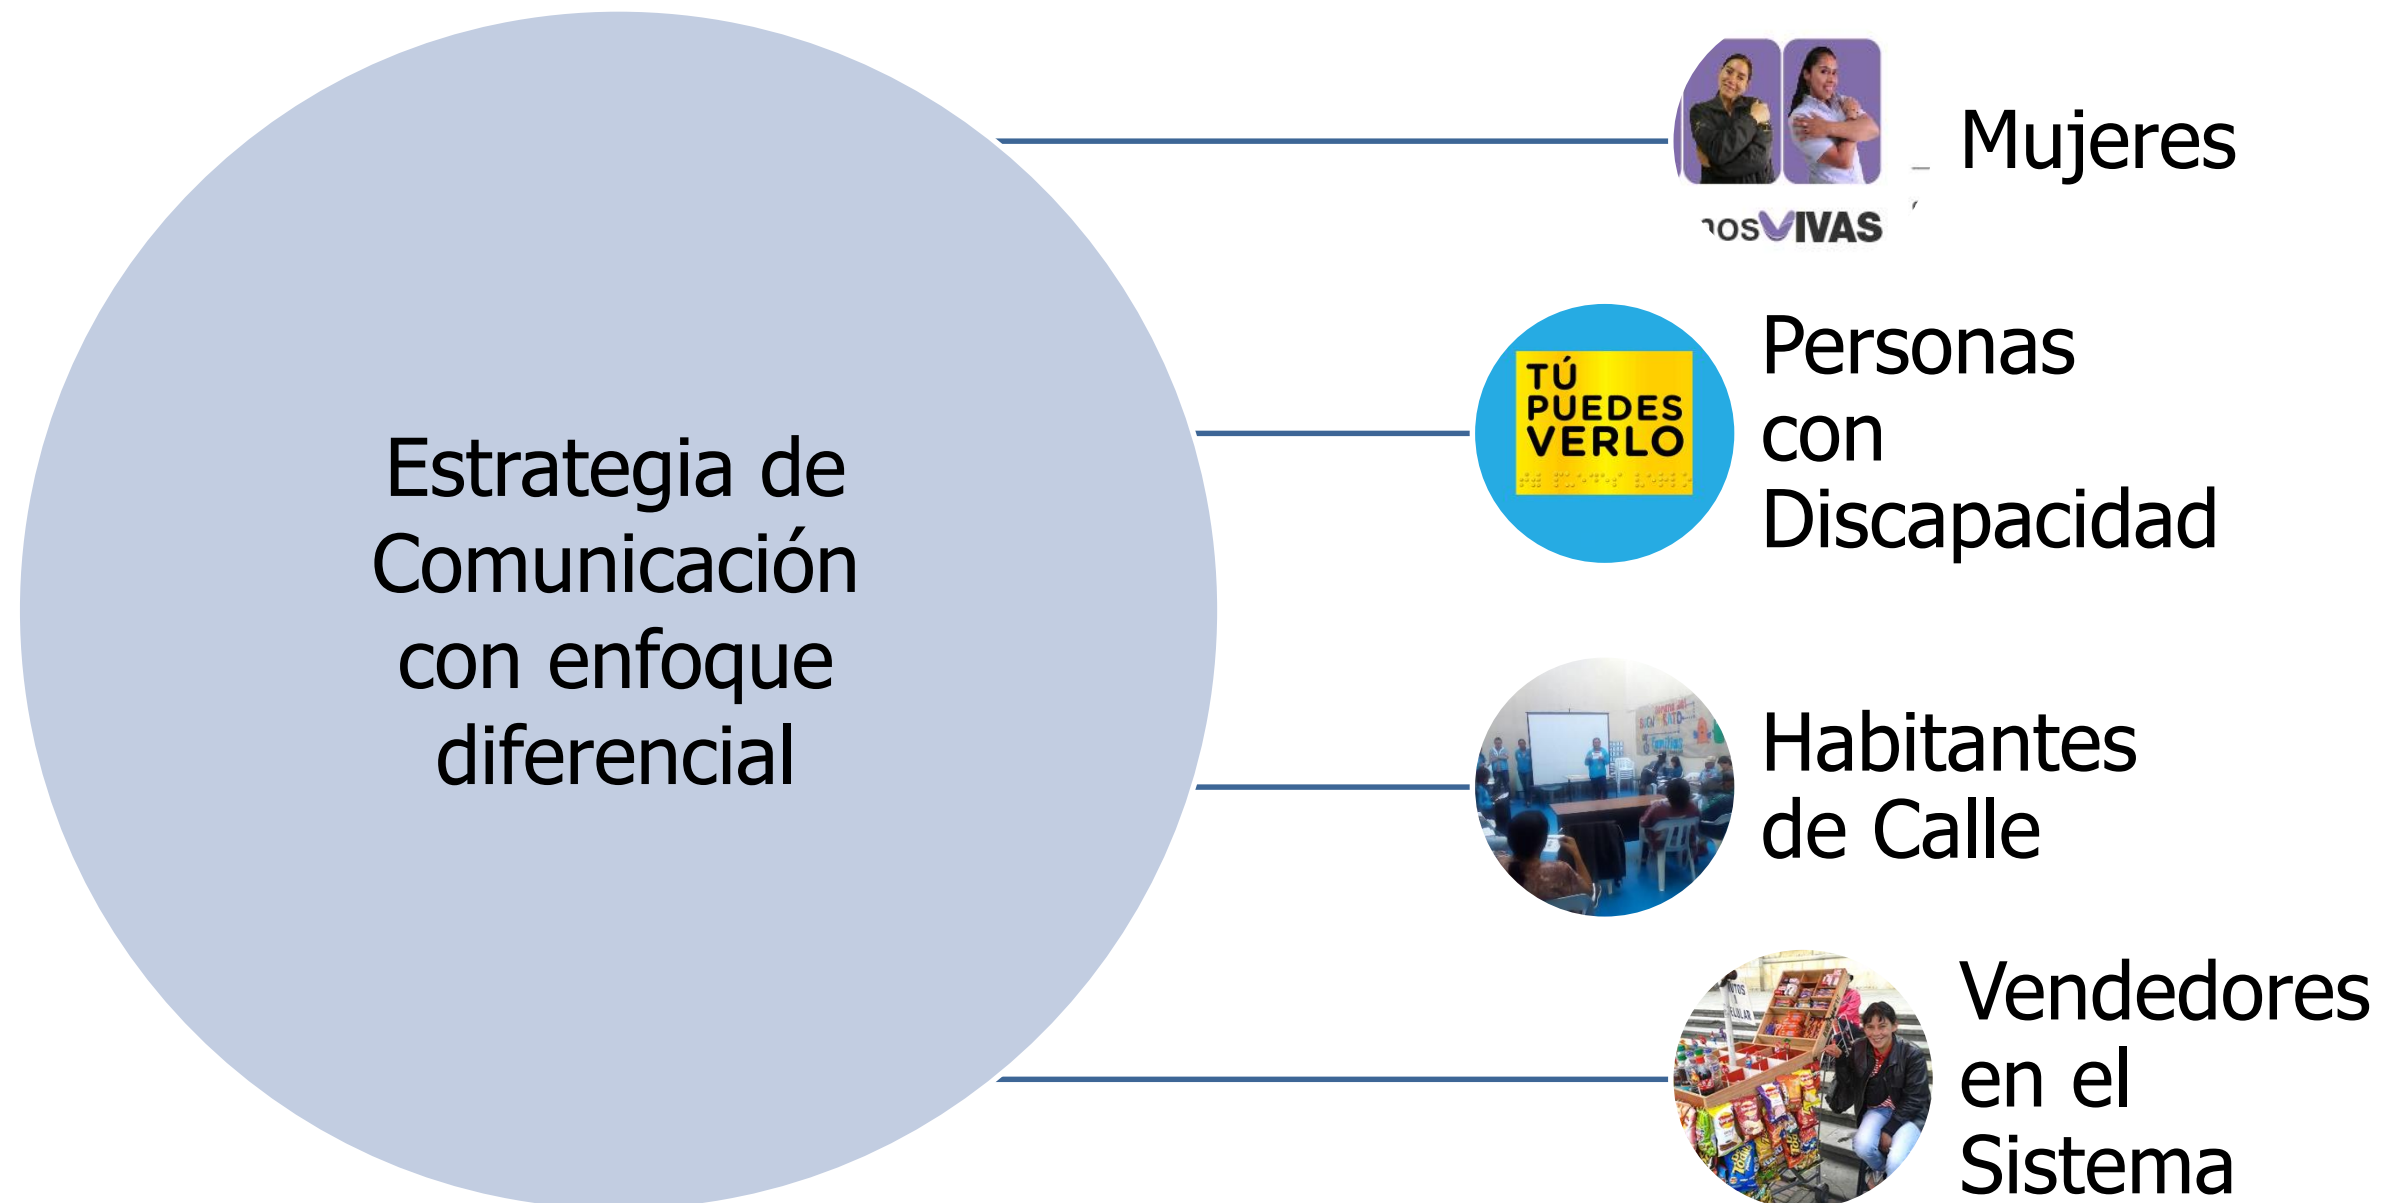 Estrategia de
Comunicación
con enfoque
diferencial
nosVIVAS
Mujeres
TÚ
PUEDES
VERLO
Personas
con
Discapacidad
Habitantes
de Calle
Vendedores
en el
Sistema